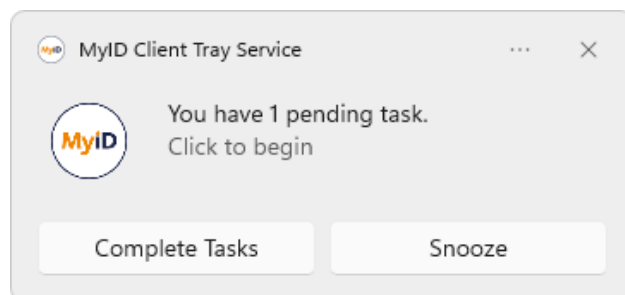 MyID MyID Client Tray Service ...
You have 1 pending task.
MyID
Click to begin
Complete Tasks
Snooze